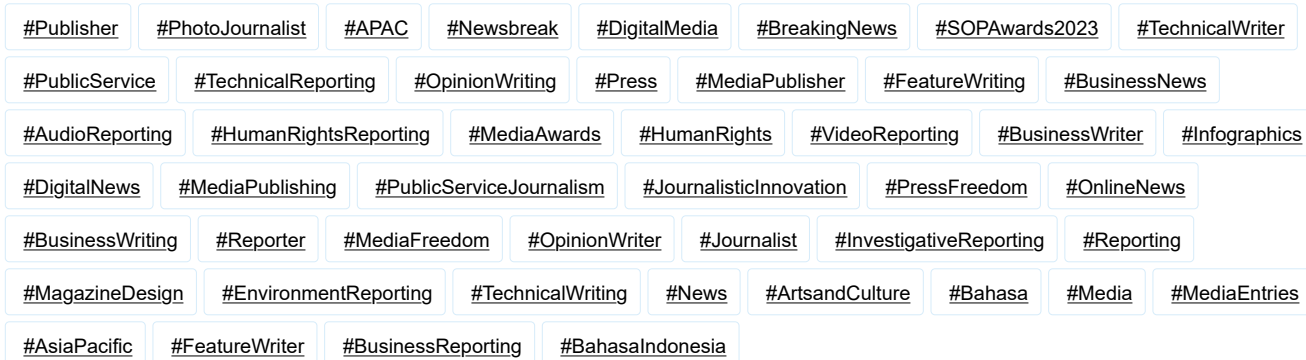 #Publisher #PhotoJournalist #APAC #Newsbreak #DigitalMedia #BreakingNews #SOPAwards2023 #TechnicalWriter
#PublicService #TechnicalReporting #OpinionWriting #Press #MediaPublisher #FeatureWriting #BusinessNews
#AudioReporting #HumanRightsReporting #MediaAwards #HumanRights #VideoReporting #BusinessWriter #Infographics
#DigitalNews #MediaPublishing #PublicServiceJournalism #JournalisticInnovation #PressFreedom #OnlineNews
#BusinessWriting #Reporter #MediaFreedom #OpinionWriter #Journalist #InvestigativeReporting #Reporting
#MagazineDesign #EnvironmentReporting #TechnicalWriting #News #ArtsandCulture #Bahasa #Media #MediaEntries
#AsiaPacific #FeatureWriter #BusinessReporting #BahasaIndonesia